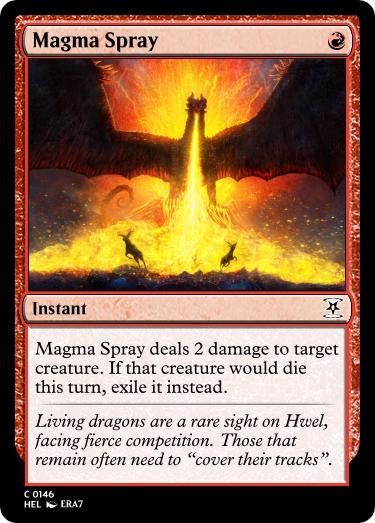 Magma Spray
Instant
Magma Spray deals 2 damage to target
creature. If that creature would die
this turn, exile it instead.
Living dragons are a rare sight on Hwel,
facing fierce competition. Those that
remain often need to “cover their tracks”.
C 0146
HEL ERA7